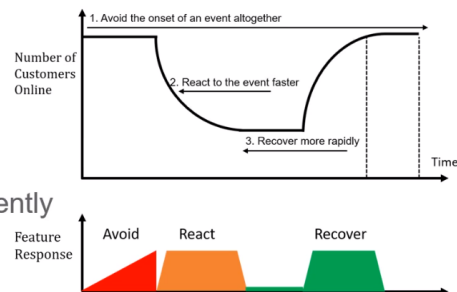 1. Avoid the onset of an event altogether
Number of
Customers
Online
2. React to the event faster
3. Recover more rapidly
Time
ently
Feature
Response
Avoid
React
Recover